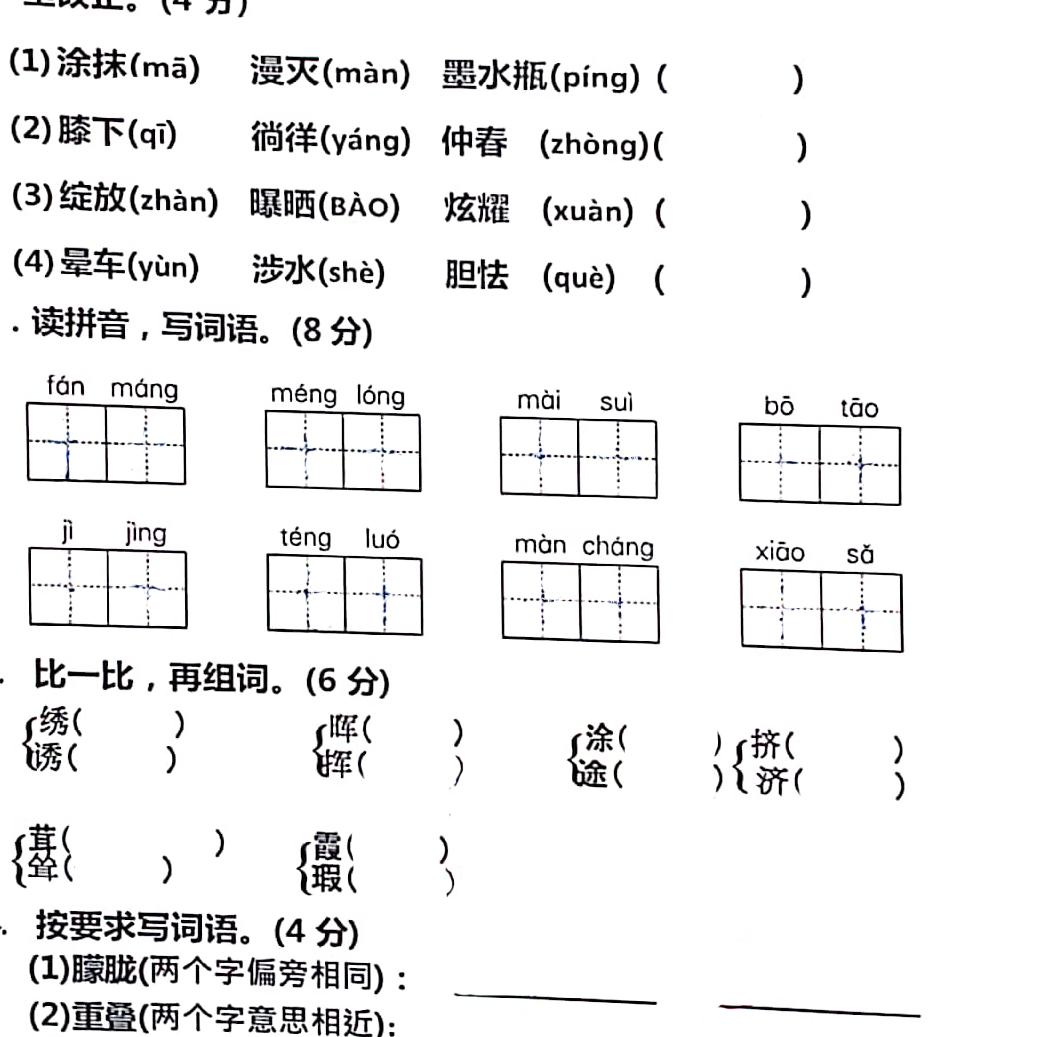 (4 分)
(1)涂抹(mā) 漫灭(màn) 墨水瓶(píng) ( )
(2)膝下(qī) 徜徉(yáng) 仲春 (zhòng)( )
(3)绽放(zhàn) 曝晒(BÀO) 炫耀 (xuàn) ( )
(4)晕车(yùn) 涉水(shè) 胆怯 (què) ( )
. 读拼音，写词语。(8 分)
fán máng méng lóng mài suì bō tāo
jì jìng téng luó màn cháng xiāo sǎ
. 比一比，再组词。(6 分)
绣( ) 晖( ) 涂( ) 挤( )
诱( ) 挥( ) 途( ) 济( )
茸( ) 霞( )
耸( ) 瑕( )
. 按要求写词语。(4 分)
(1)朦胧(两个字偏旁相同)：
(2)重叠(两个字意思相近):